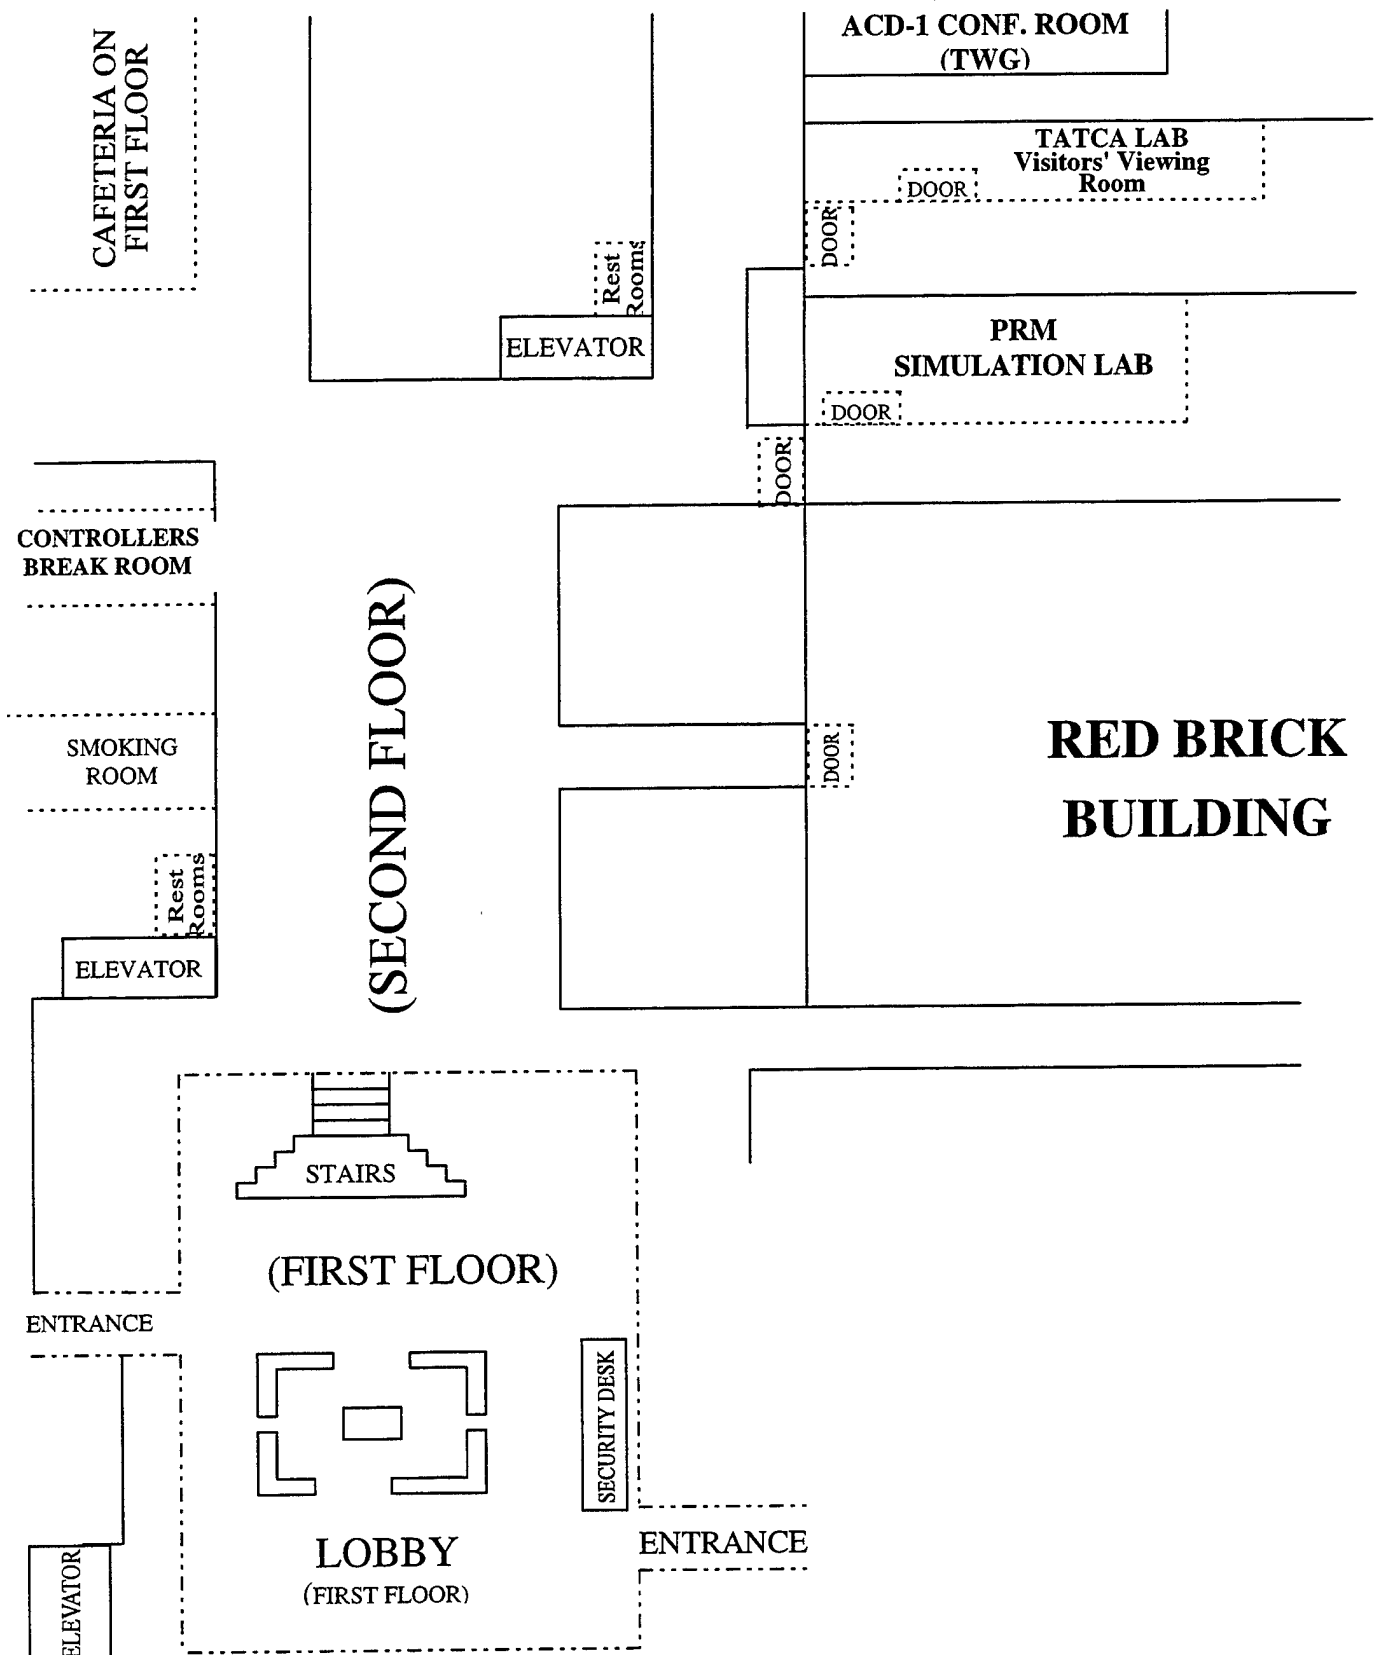 ACD-1 CONF. ROOM
(TWG)
CAFETERIA ON
FIRST FLOOR
TATCA LAB
Visitors' Viewing
Room
DOOR
DOOR
Rest
Rooms
ELEVATOR
PRM
SIMULATION LAB
DOOR
DOOR
CONTROLLERS
BREAK ROOM
(SECOND FLOOR)
SMOKING
ROOM
DOOR
RED BRICK
BUILDING
Rest
Rooms
ELEVATOR
STAIRS
(FIRST FLOOR)
ENTRANCE
SECURITY DESK
LOBBY
(FIRST FLOOR)
ENTRANCE
ELEVATOR